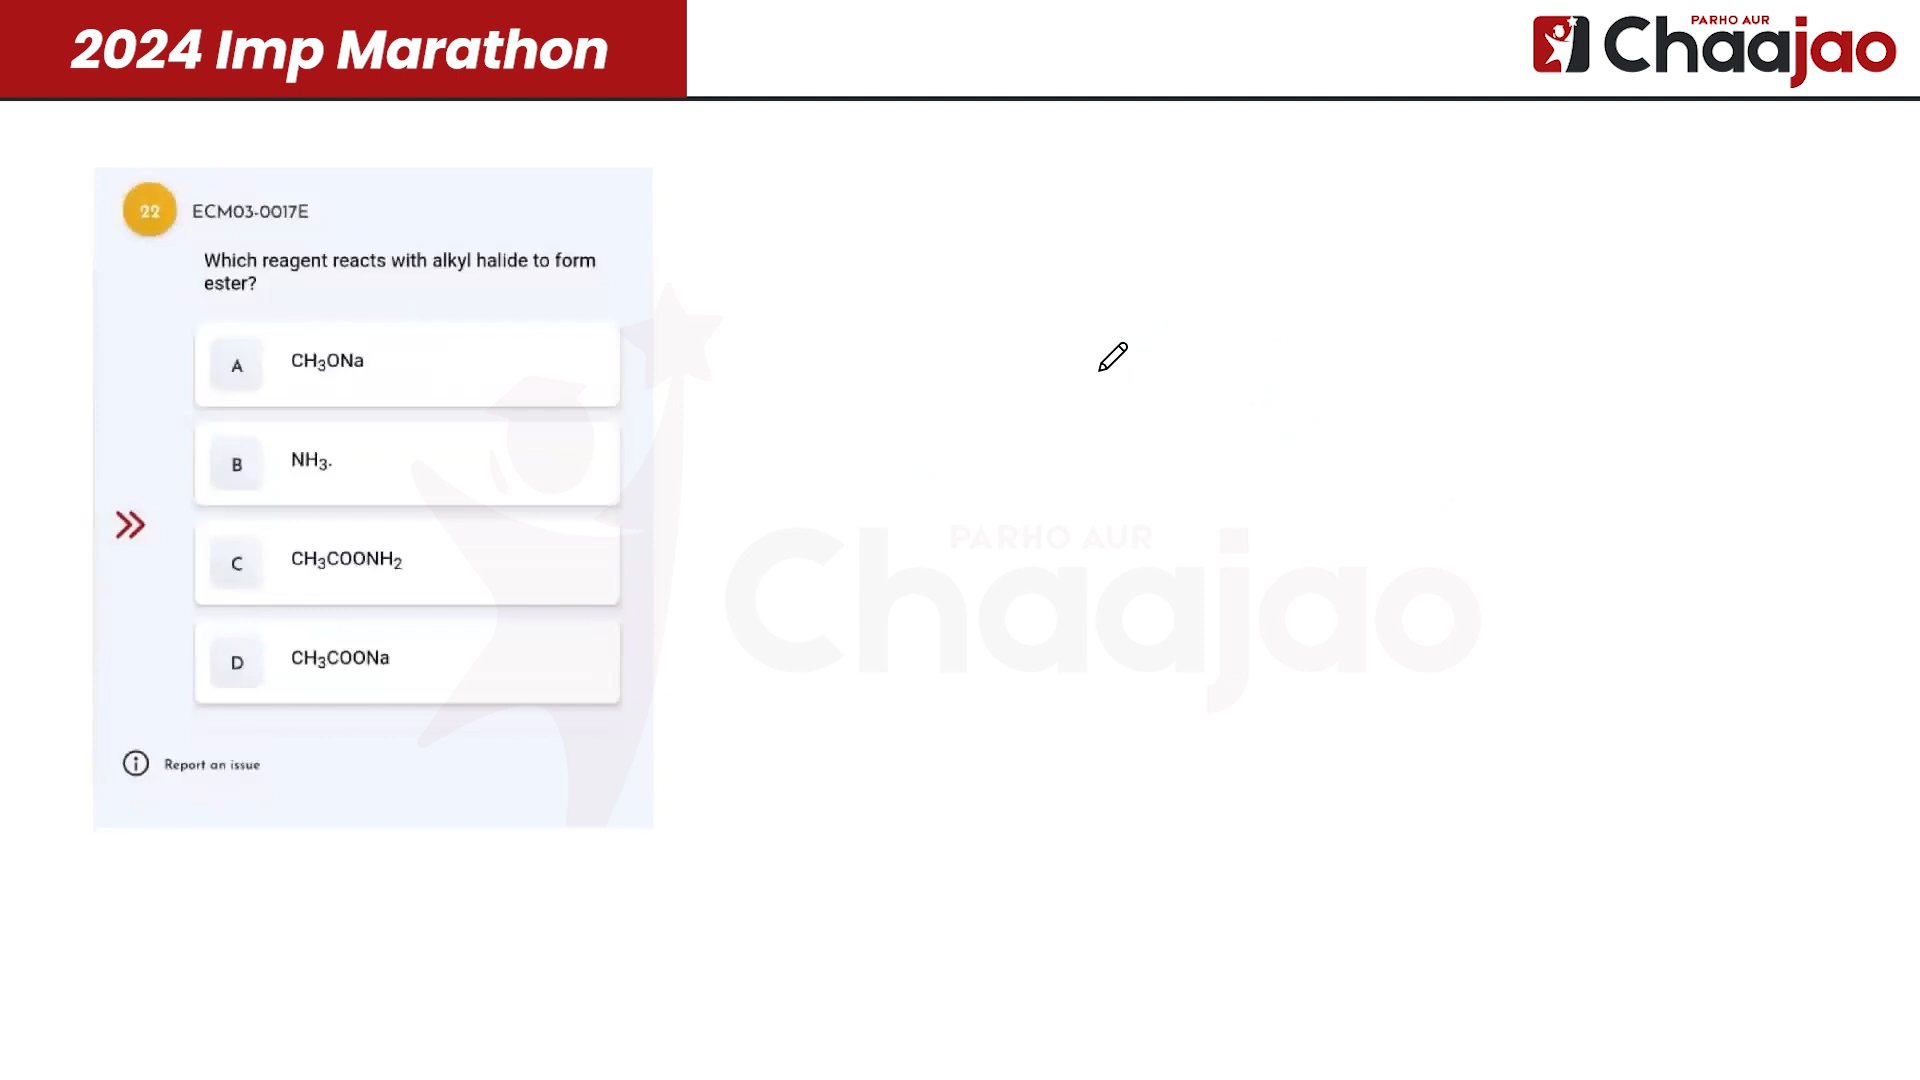 2024 Imp Marathon
PARHO AUR
Chaajao
22
ECM03-0017E
Which reagent reacts with alkyl halide to form
ester?
A
CH₃ONa
B
NH₃.
C
CH₃COONH₂
D
CH₃COONa
Report an issue
PARHO AUR
Chaajao